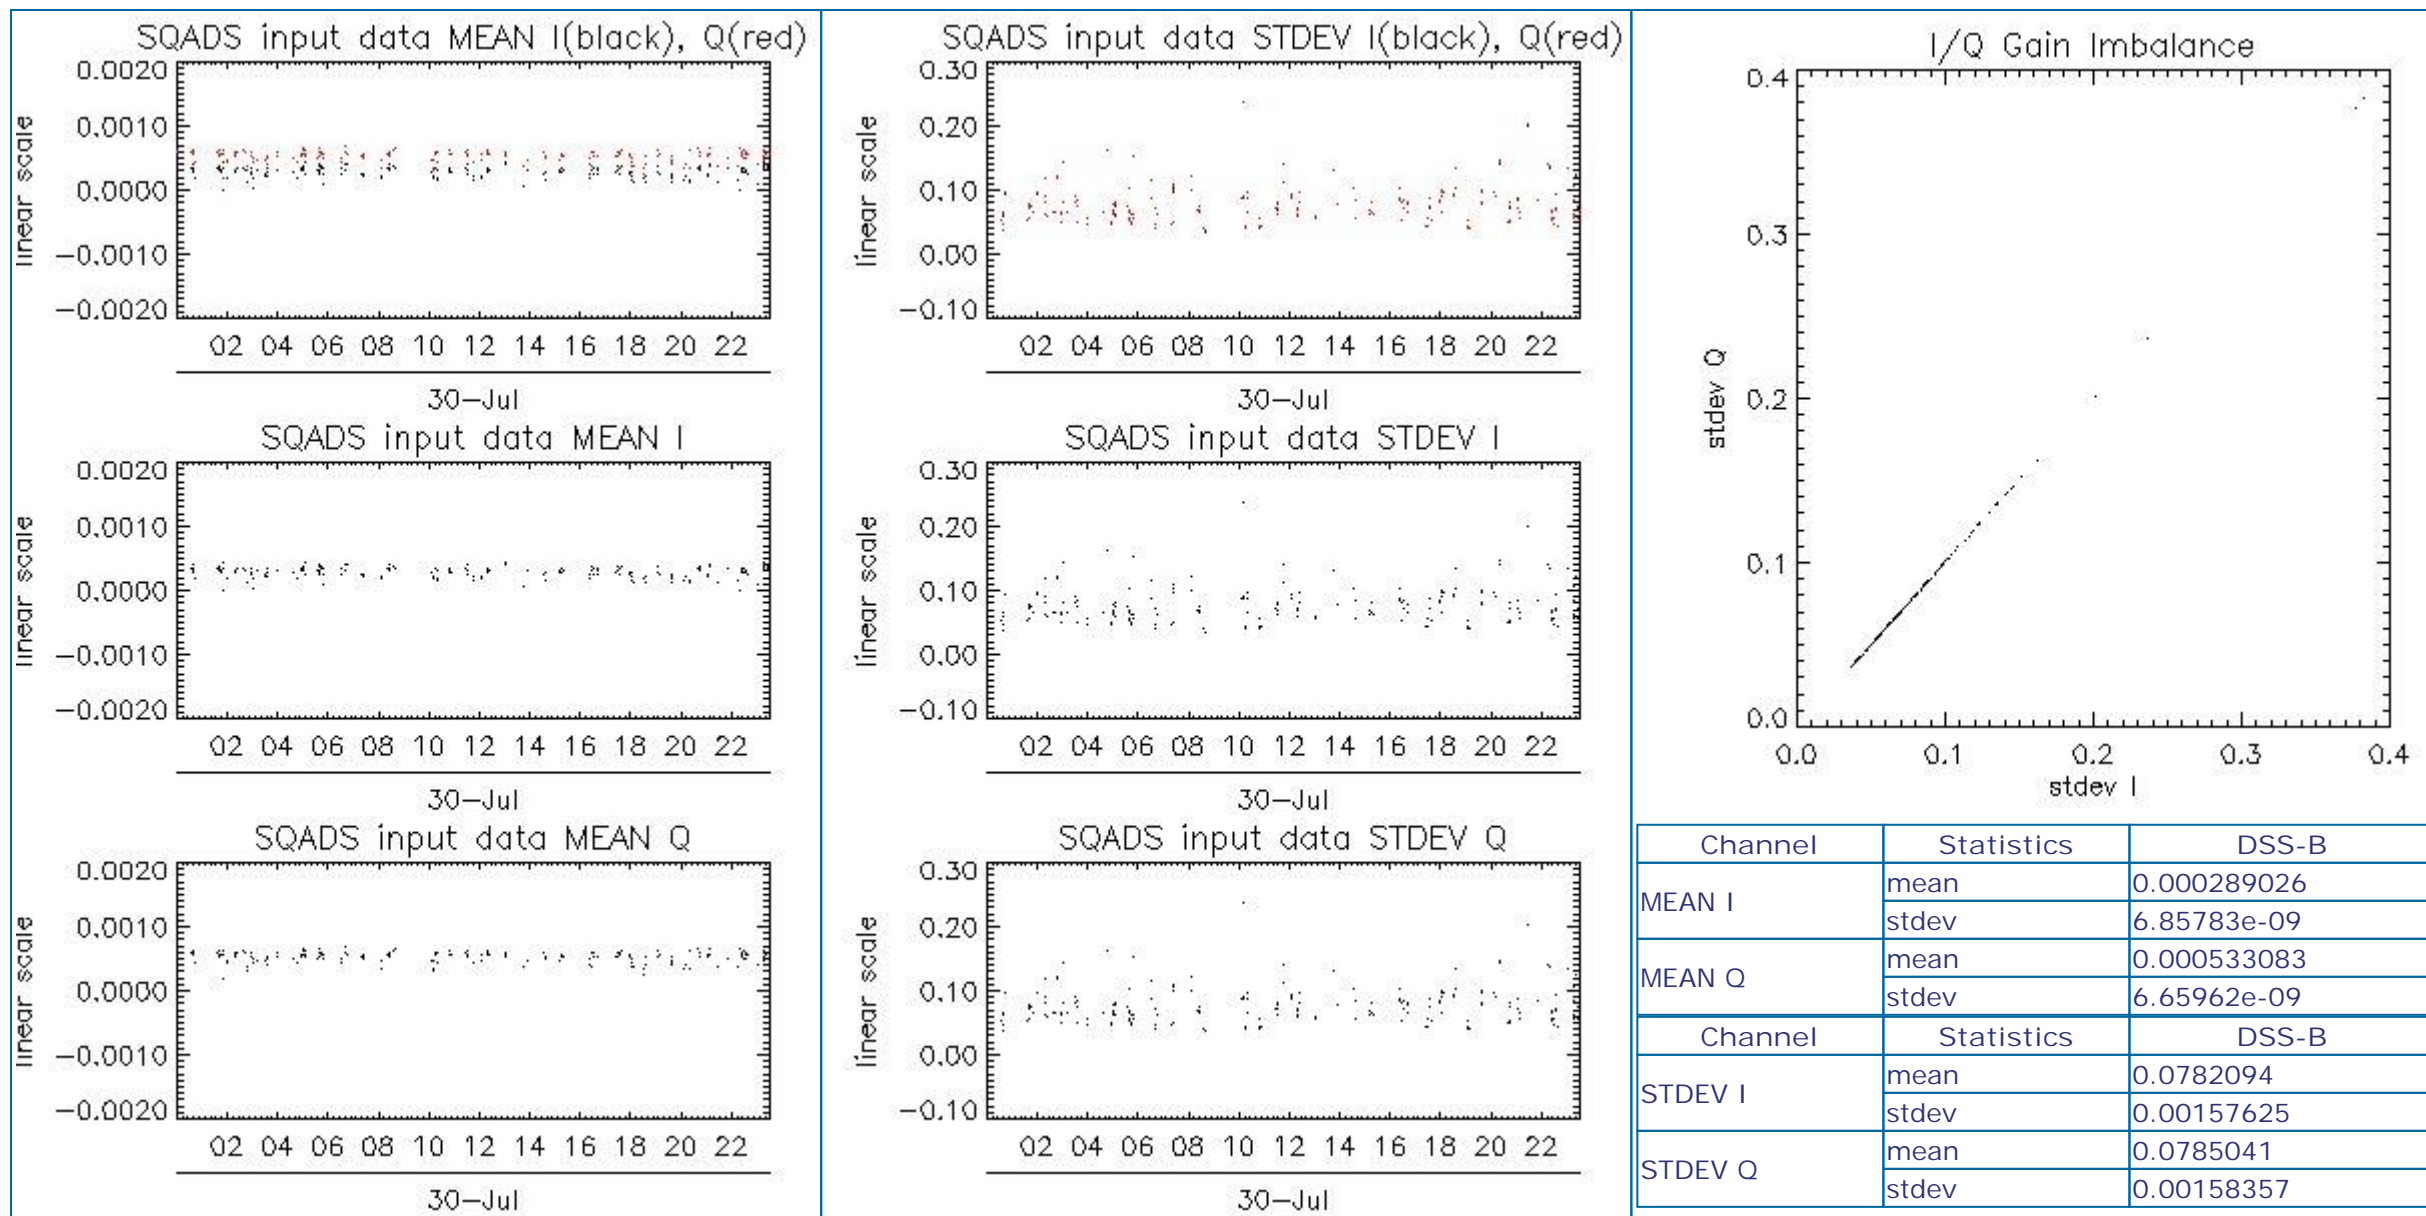 SQADS input data MEAN I(black), Q(red)
0.0020
0.0010
0.0000
−0.0010
−0.0020
linear scale
02 04 06 08 10 12 14 16 18 20 22
30−Jul
SQADS input data MEAN I
0.0020
0.0010
0.0000
−0.0010
−0.0020
linear scale
02 04 06 08 10 12 14 16 18 20 22
30−Jul
SQADS input data MEAN Q
0.0020
0.0010
0.0000
−0.0010
−0.0020
linear scale
02 04 06 08 10 12 14 16 18 20 22
30−Jul
SQADS input data STDEV I(black), Q(red)
0.30
0.20
0.10
0.00
−0.10
linear scale
02 04 06 08 10 12 14 16 18 20 22
30−Jul
SQADS input data STDEV I
0.30
0.20
0.10
0.00
−0.10
linear scale
02 04 06 08 10 12 14 16 18 20 22
30−Jul
SQADS input data STDEV Q
0.30
0.20
0.10
0.00
−0.10
linear scale
02 04 06 08 10 12 14 16 18 20 22
30−Jul
I/Q Gain Imbalance
0.4
0.3
0.2
0.1
0.0
stdev Q
0.0 0.1 0.2 0.3 0.4
stdev I
Channel Statistics DSS-B
MEAN I mean 0.000289026
stdev 6.85783e-09
MEAN Q mean 0.000533083
stdev 6.65962e-09
Channel Statistics DSS-B
STDEV I mean 0.0782094
stdev 0.00157625
STDEV Q mean 0.0785041
stdev 0.00158357